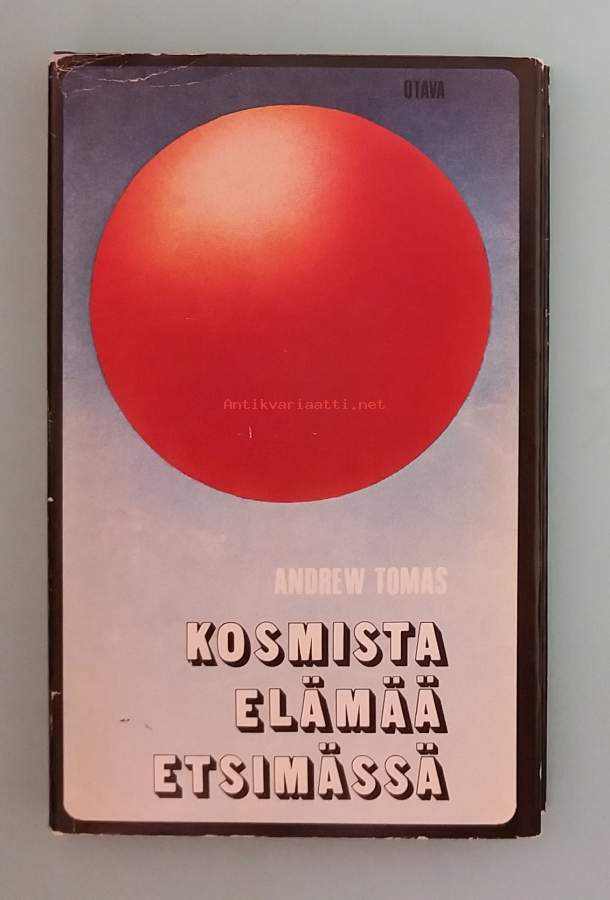 OTAVA
Antikvariaatti.net
ANDREW TOMAS
KOSMISTA
ELÄMÄÄ
ETSIMÄSSÄ